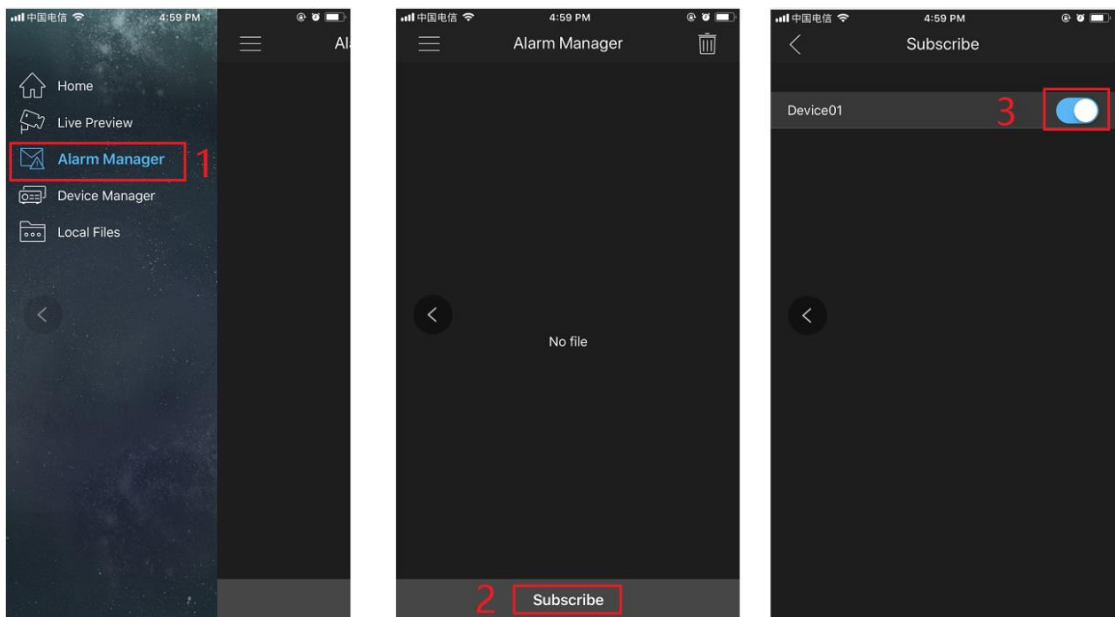 中国电信 4:59 PM
Al
Home
Live Preview
Alarm Manager 1
Device Manager
Local Files
中国电信 4:59 PM
Alarm Manager
No file
2 Subscribe
中国电信 4:59 PM
Subscribe
Device01 3